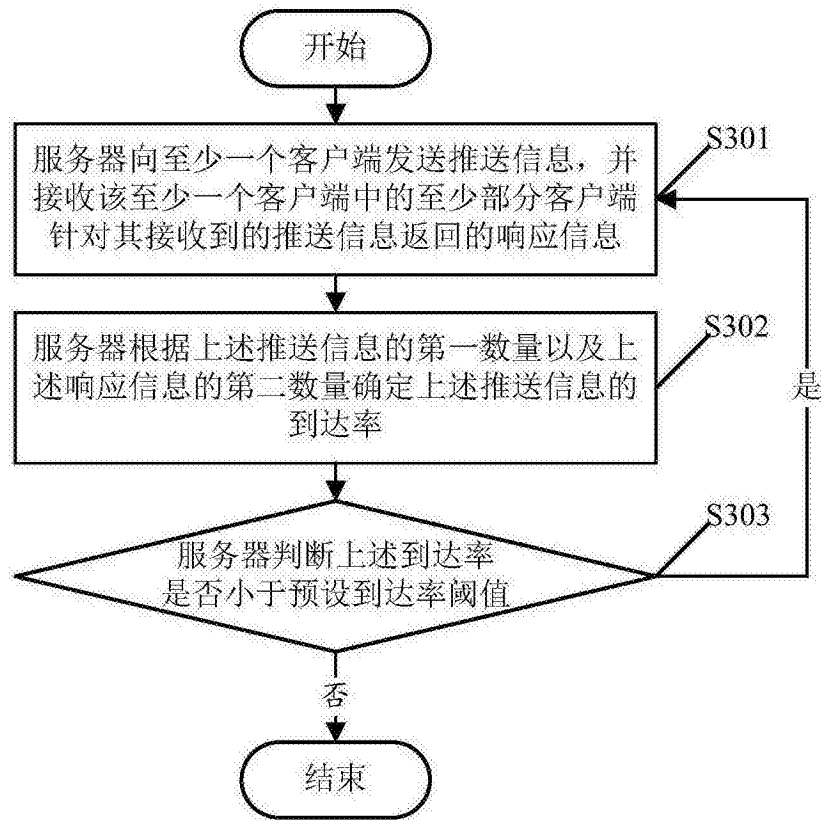 开始
服务器向至少一个客户端发送推送信息，并
接收该至少一个客户端中的至少部分客户端
针对其接收到的推送信息返回的响应信息
S301
服务器根据上述推送信息的第一数量以及上
述响应信息的第二数量确定上述推送信息的
到达率
S302
是
服务器判断上述到达率
是否小于预设到达率阈值
S303
否
结束